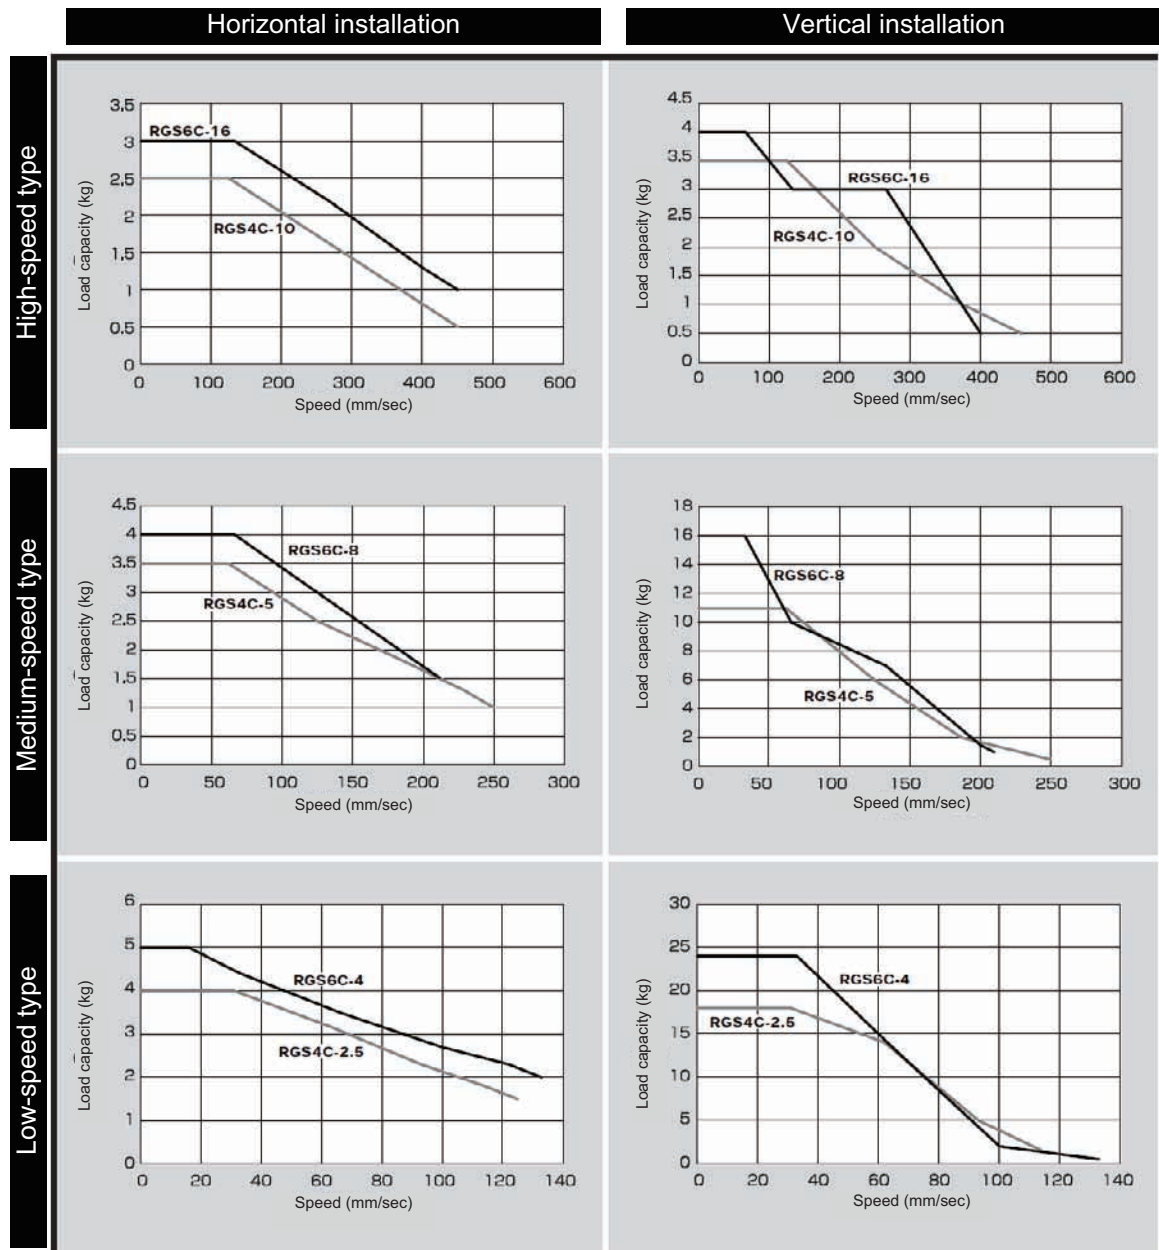 Horizontal installation
Vertical installation
High-speed type
Load capacity (kg)
3.5
3
2.5
2
1.5
1
0.5
0
RGS6C-16
RGS4C-10
0 100 200 300 400 500 600
Speed (mm/sec)
Load capacity (kg)
4.5
4
3.5
3
2.5
2
1.5
1
0.5
0
RGS6C-16
RGS4C-10
0 100 200 300 400 500 600
Speed (mm/sec)
Medium-speed type
Load capacity (kg)
4.5
4
3.5
3
2.5
2
1.5
1
0.5
0
RGS6C-8
RGS4C-5
0 50 100 150 200 250 300
Speed (mm/sec)
Load capacity (kg)
18
16
14
12
10
8
6
4
2
0
RGS6C-8
RGS4C-5
0 50 100 150 200 250 300
Speed (mm/sec)
Low-speed type
Load capacity (kg)
6
5
4
3
2
1
0
RGS6C-4
RGS4C-2.5
0 20 40 60 80 100 120 140
Speed (mm/sec)
Load capacity (kg)
30
25
20
15
10
5
0
RGS6C-4
RGS4C-2.5
0 20 40 60 80 100 120 140
Speed (mm/sec)